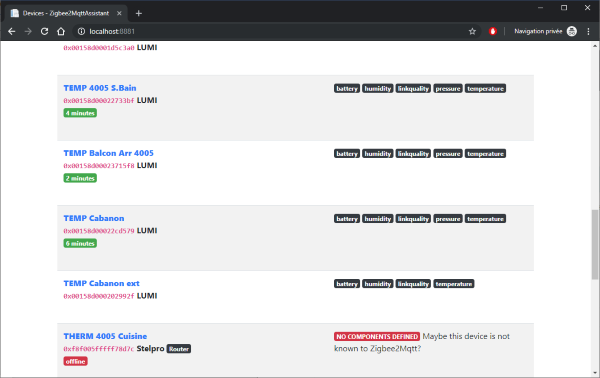 Devices - Zigbee2MqttAssistant
localhost:8881
Navigation privée
0x00158d0001d5c3a0 LUMI
TEMP 4005 S.Bain
battery humidity linkquality pressure temperature
0x00158d00022733bf LUMI
4 minutes
TEMP Balcon Arr 4005
battery humidity linkquality pressure temperature
0x00158d00023715f8 LUMI
2 minutes
TEMP Cabanon
battery humidity linkquality pressure temperature
0x00158d00022cd579 LUMI
6 minutes
TEMP Cabanon ext
battery humidity linkquality temperature
0x00158d000202992f LUMI
THERM 4005 Cuisine
NO COMPONENTS DEFINED Maybe this device is not
known to Zigbee2Mqtt?
0xf8f005fffff78d7c Stelpro Router
offline